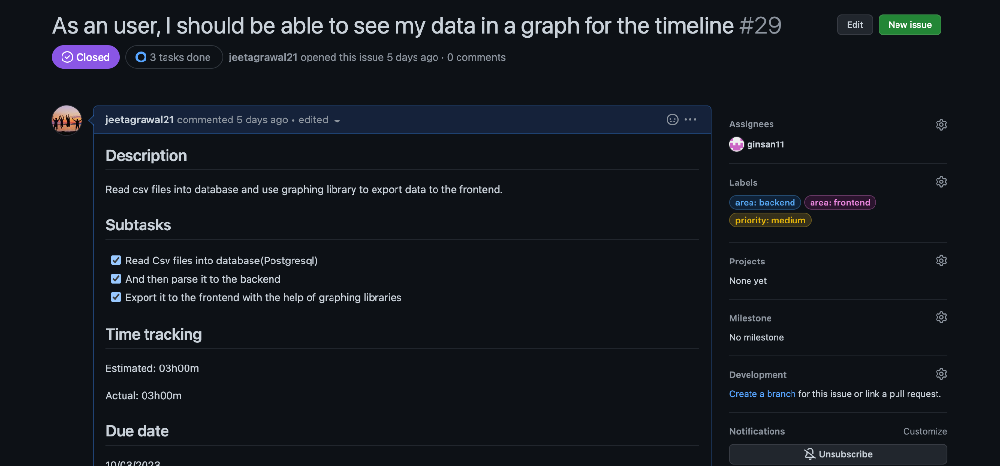 As an user, I should be able to see my data in a graph for the timeline #29
Edit
New issue
Closed
3 tasks done
jeetagrawal21 opened this issue 5 days ago · 0 comments
jeetagrawal21 commented 5 days ago • edited
Description
Read csv files into database and use graphing library to export data to the frontend.
Subtasks
Read Csv files into database(Postgresql)
And then parse it to the backend
Export it to the frontend with the help of graphing libraries
Time tracking
Estimated: 03h00m
Actual: 03h00m
Due date
10/03/2023
Assignees
ginsan11
Labels
area: backend
area: frontend
priority: medium
Projects
None yet
Milestone
No milestone
Development
Create a branch for this issue or link a pull request.
Notifications
Customize
Unsubscribe